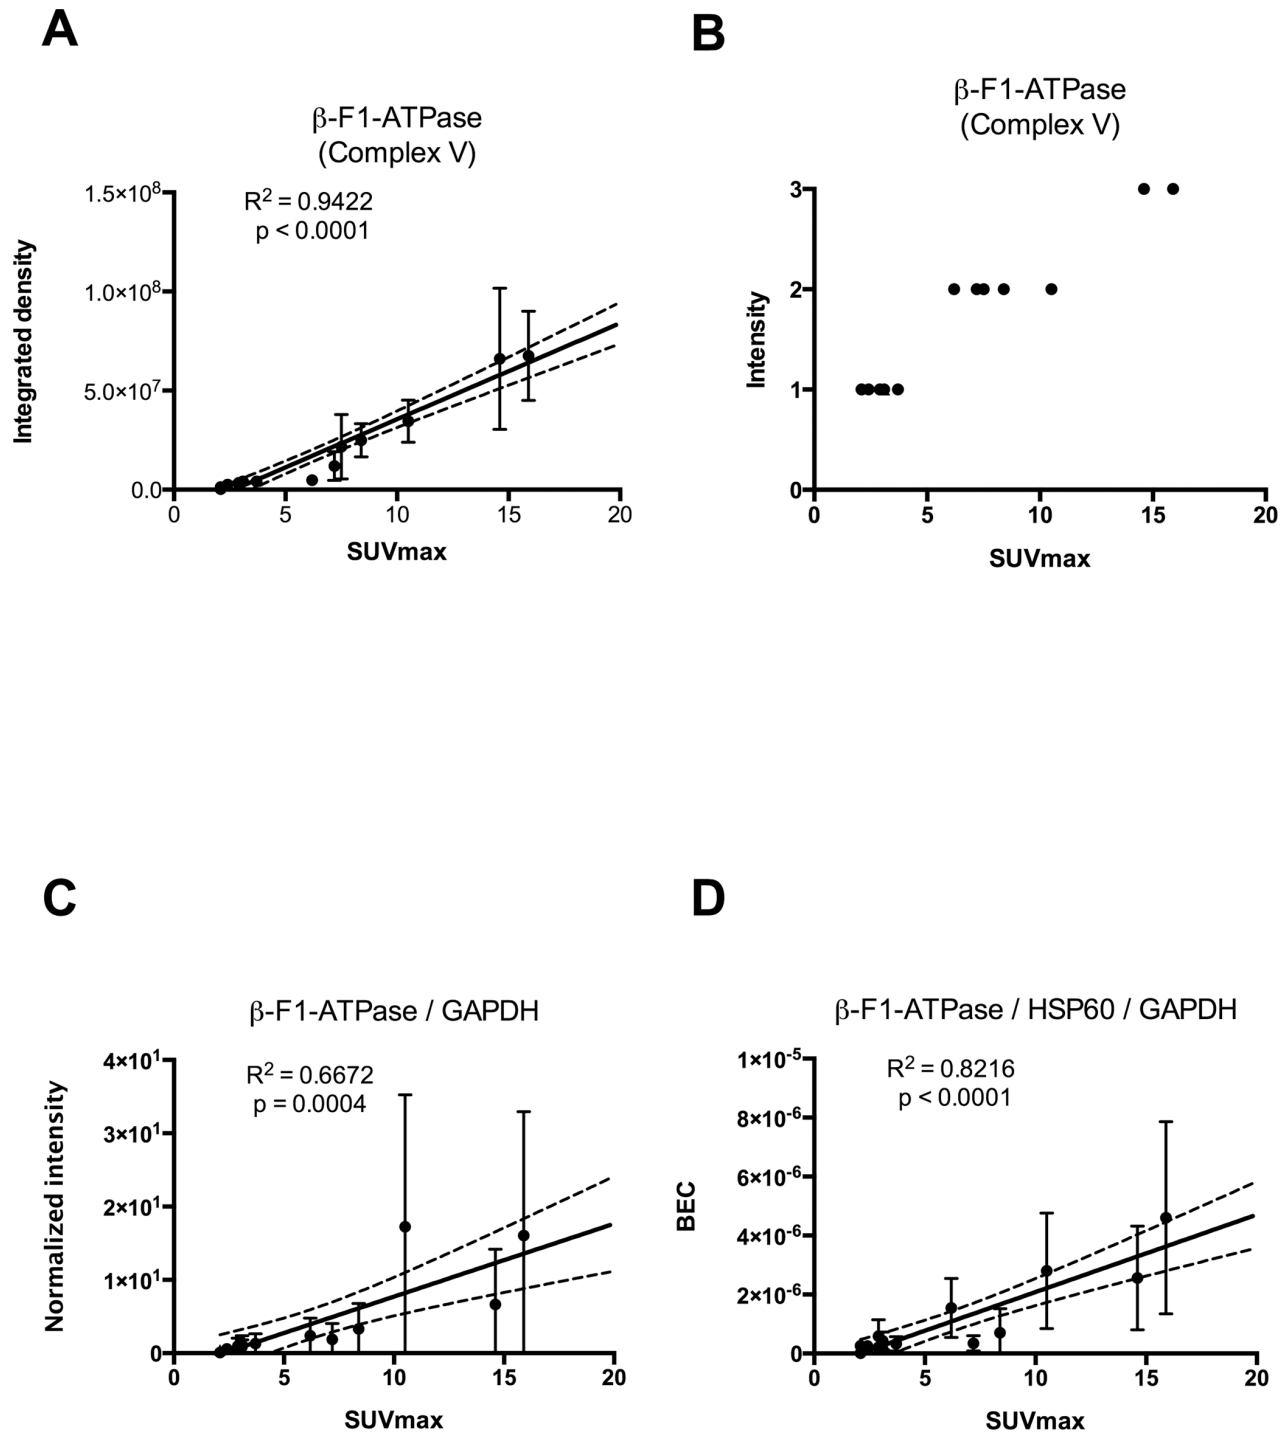 A
β-F1-ATPase
(Complex V)
R² = 0.9422
p < 0.0001
1.5×10⁸
1.0×10⁸
5.0×10⁷
0.0
Integrated density
0 5 10 15 20
SUVmax
B
β-F1-ATPase
(Complex V)
3
2
1
0
Intensity
0 5 10 15 20
SUVmax
C
β-F1-ATPase / GAPDH
R² = 0.6672
p = 0.0004
4×10¹
3×10¹
2×10¹
1×10¹
0
Normalized intensity
0 5 10 15 20
SUVmax
D
β-F1-ATPase / HSP60 / GAPDH
R² = 0.8216
p < 0.0001
1×10⁻⁵
8×10⁻⁶
6×10⁻⁶
4×10⁻⁶
2×10⁻⁶
0
BEC
0 5 10 15 20
SUVmax